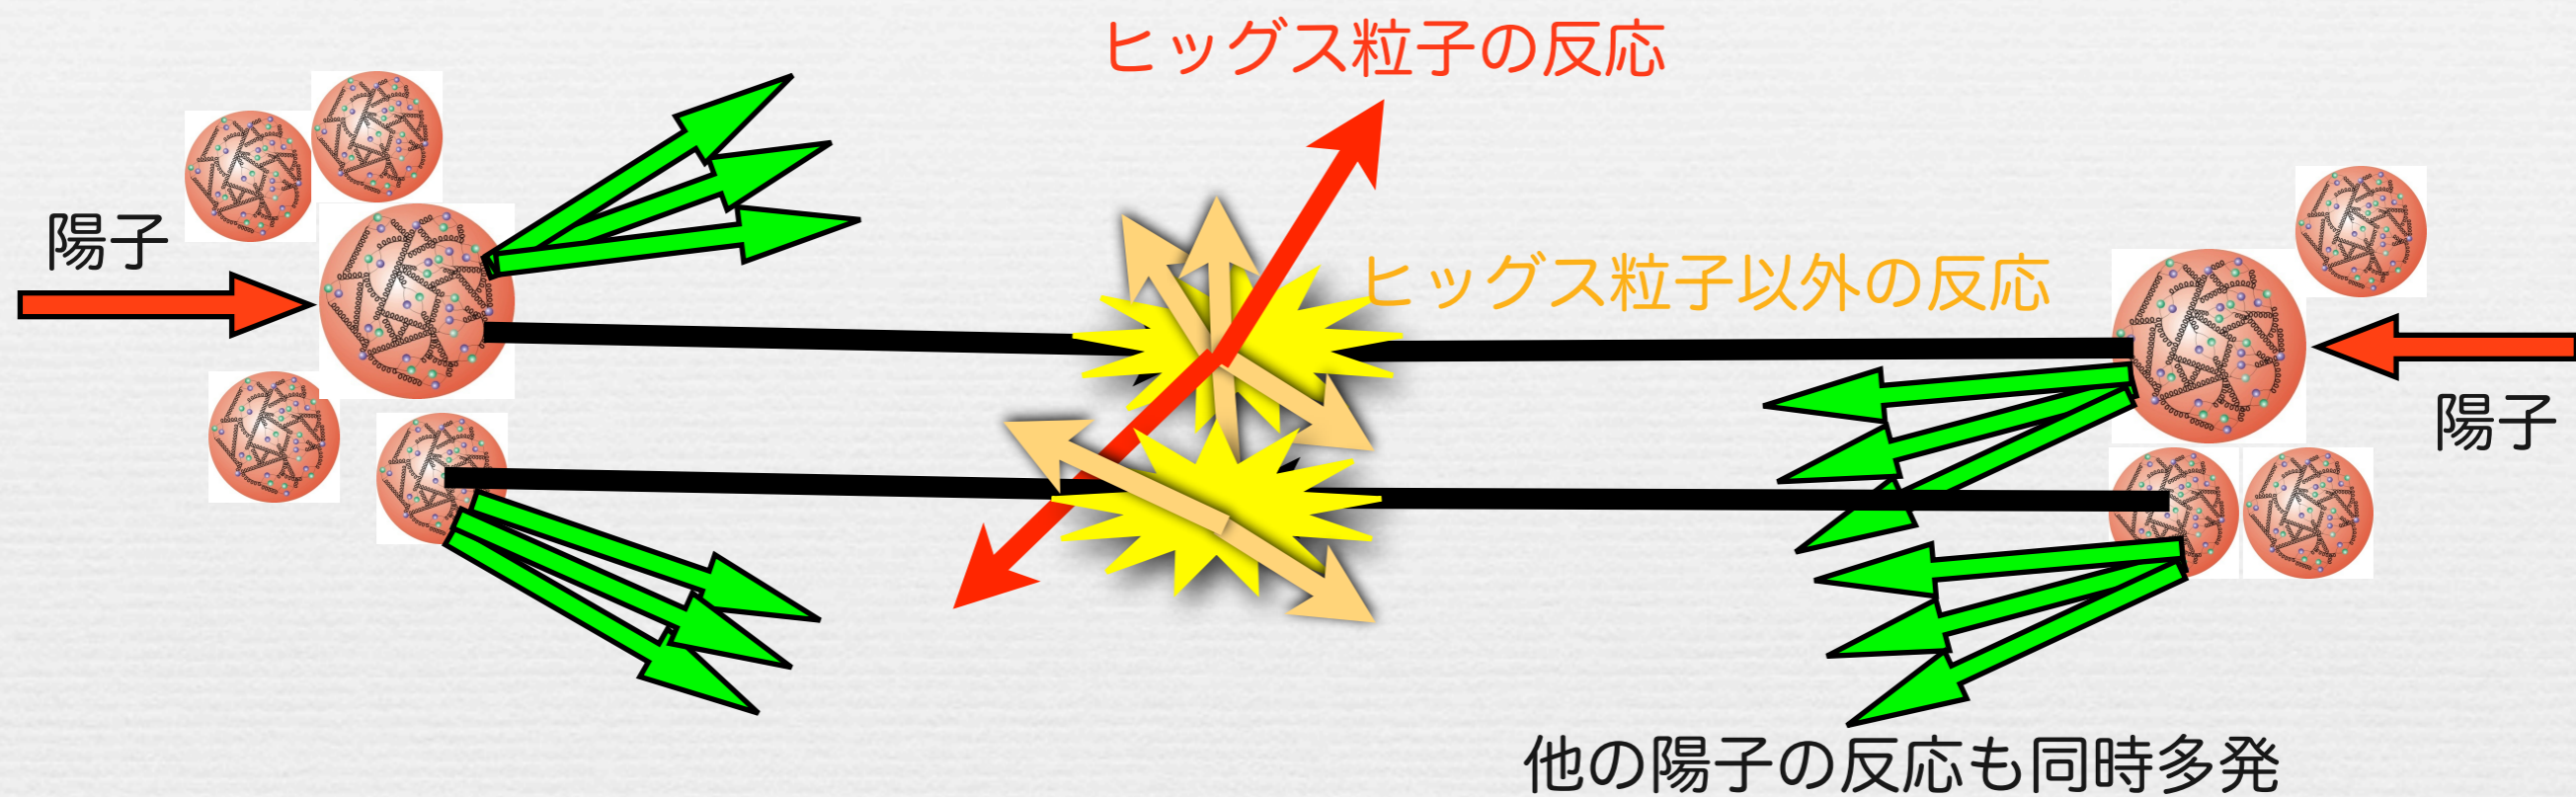 ヒッグス粒子の反応
陽子
ヒッグス粒子以外の反応
陽子
他の陽子の反応も同時多発